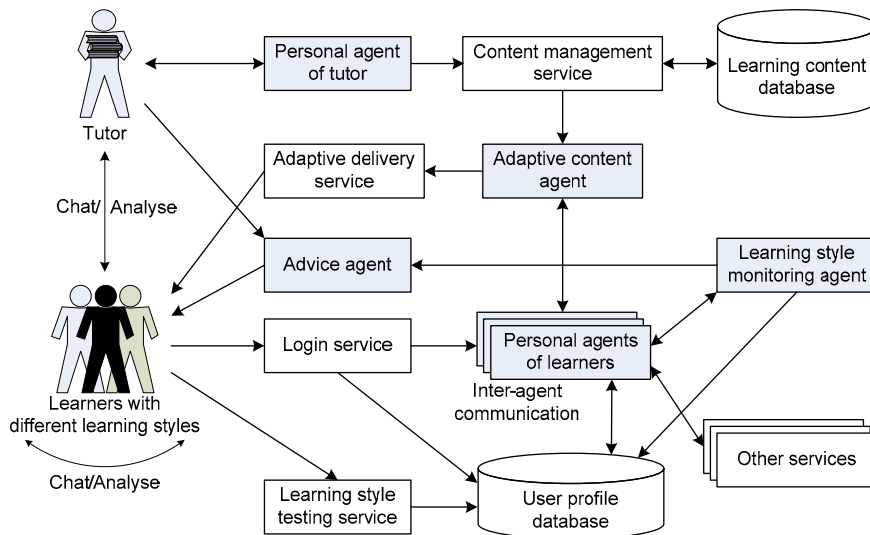 Personal agent
of tutor
Content management
service
Learning content
database
Tutor
Adaptive delivery
service
Adaptive content
agent
Chat/ Analyse
Advice agent
Learning style
monitoring agent
Login service
Personal agents
of learners
Inter-agent
communication
Learners with
different learning styles
Other services
Chat/Analyse
Learning style
testing service
User profile
database